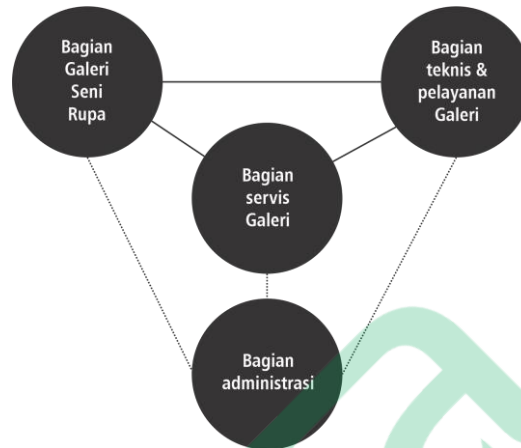 Bagian
Galeri
Seni
Rupa
Bagian
teknis &
pelayanan
Galeri
Bagian
servis
Galeri
Bagian
administrasi